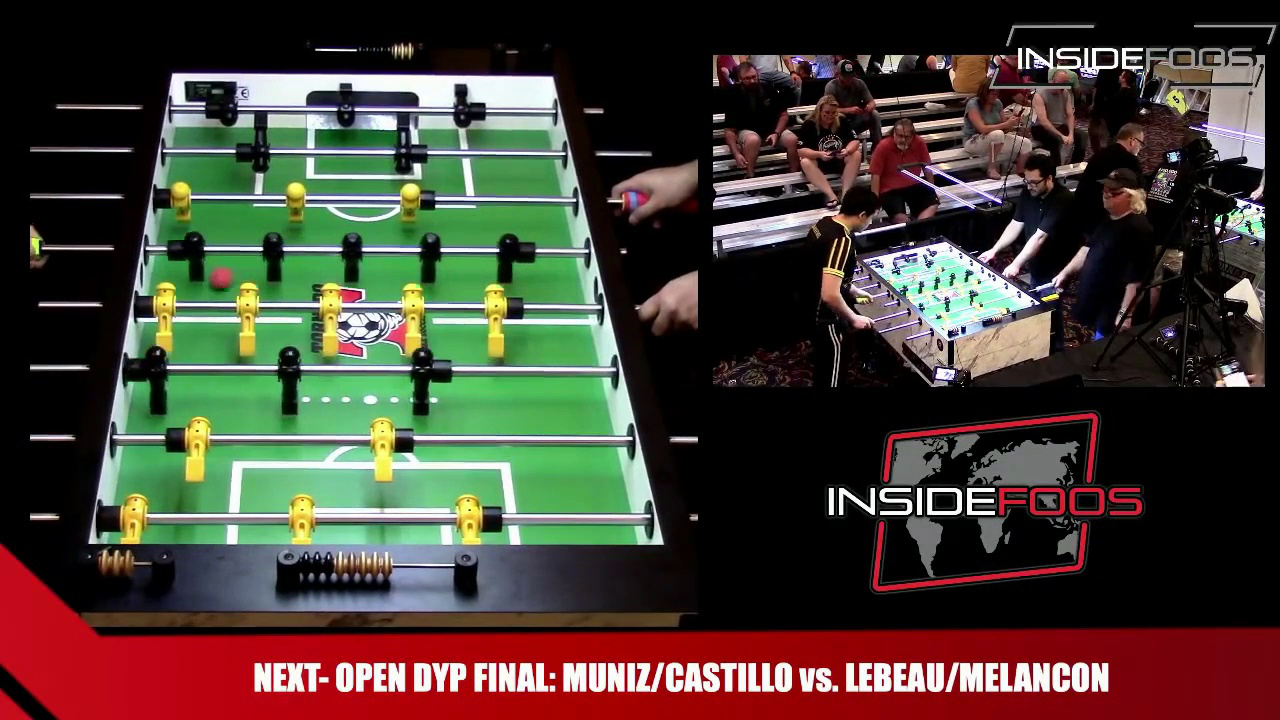 INSIDEFOOS
INSIDEFOOS
NEXT- OPEN DYP FINAL: MUNIZ/CASTILLO vs. LEBEAU/MELANCON